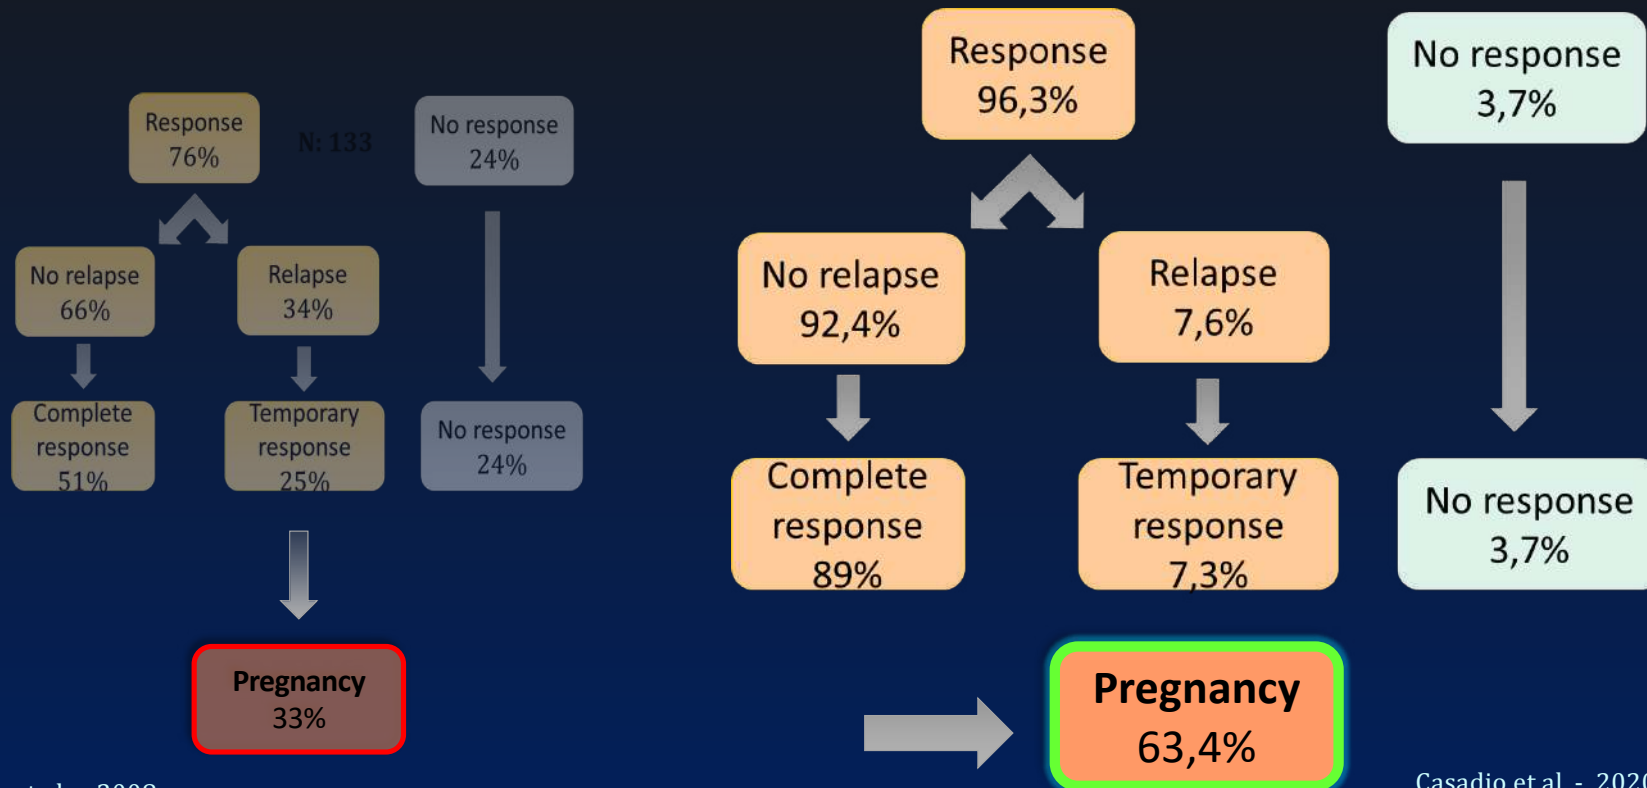 Response
76%
N: 133
No response
24%
No relapse
66%
Relapse
34%
Complete
response
51%
Temporary
response
25%
No response
24%
Pregnancy
33%
2008
Response
96,3%
No response
3,7%
No relapse
92,4%
Relapse
7,6%
Complete
response
89%
Temporary
response
7,3%
No response
3,7%
Pregnancy
63,4%
Casadio et al - 2020